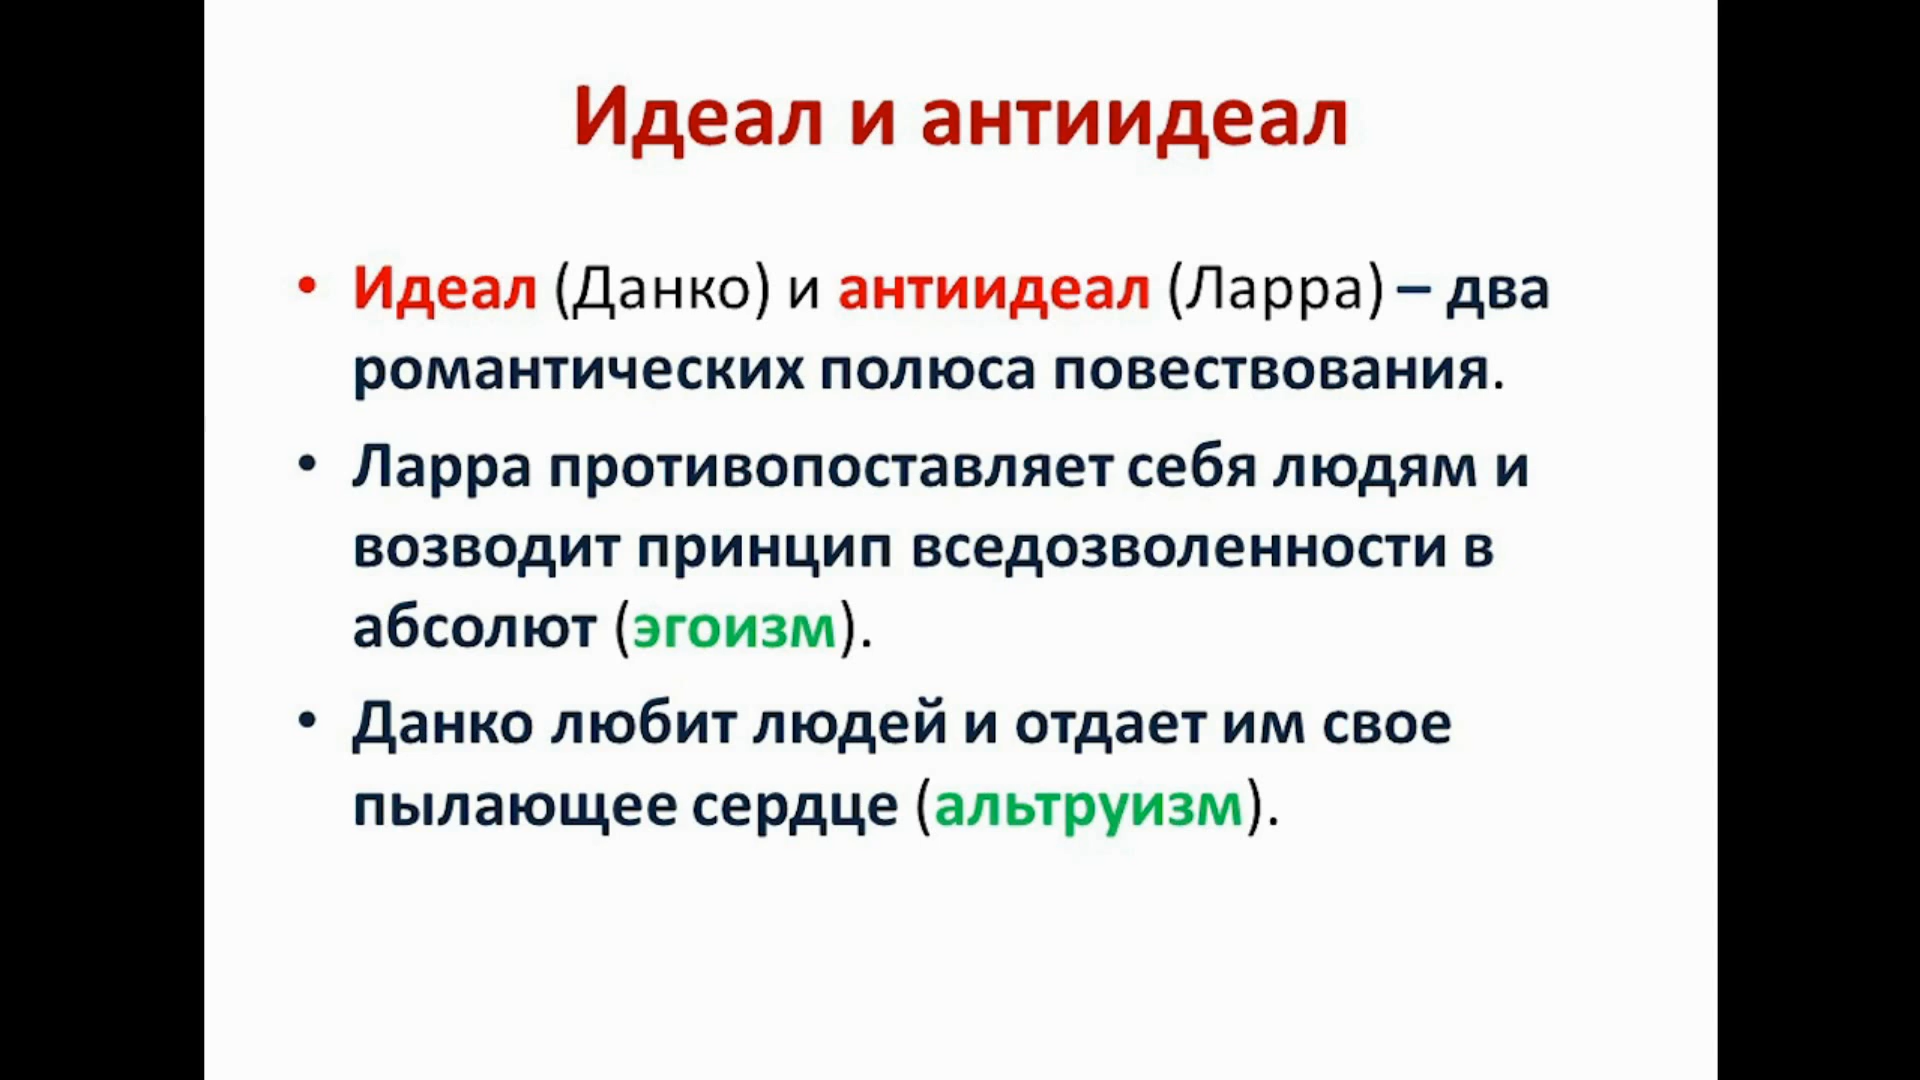 Идеал и антиидеал
• Идеал (Данко) и антиидеал (Ларра) – два
романтических полюса повествования.
• Ларра противопоставляет себя людям и
возводит принцип вседозволенности в
абсолют (эгоизм).
• Данко любит людей и отдает им свое
пылающее сердце (альтруизм).